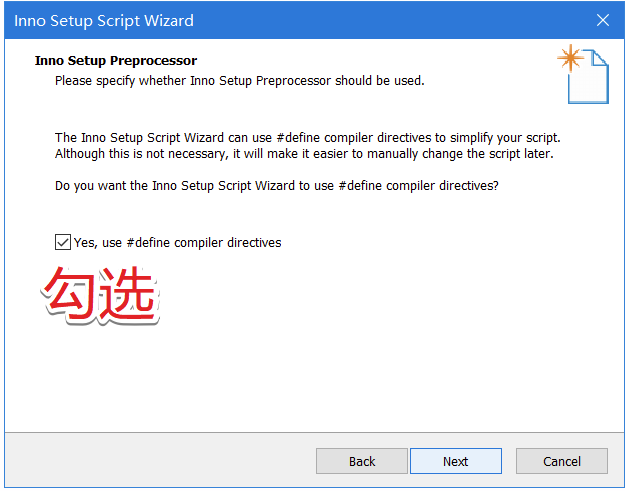 Inno Setup Script Wizard
Inno Setup Preprocessor
Please specify whether Inno Setup Preprocessor should be used.
The Inno Setup Script Wizard can use #define compiler directives to simplify your script.
Although this is not necessary, it will make it easier to manually change the script later.
Do you want the Inno Setup Script Wizard to use #define compiler directives?
Yes, use #define compiler directives
勾选
Back Next Cancel